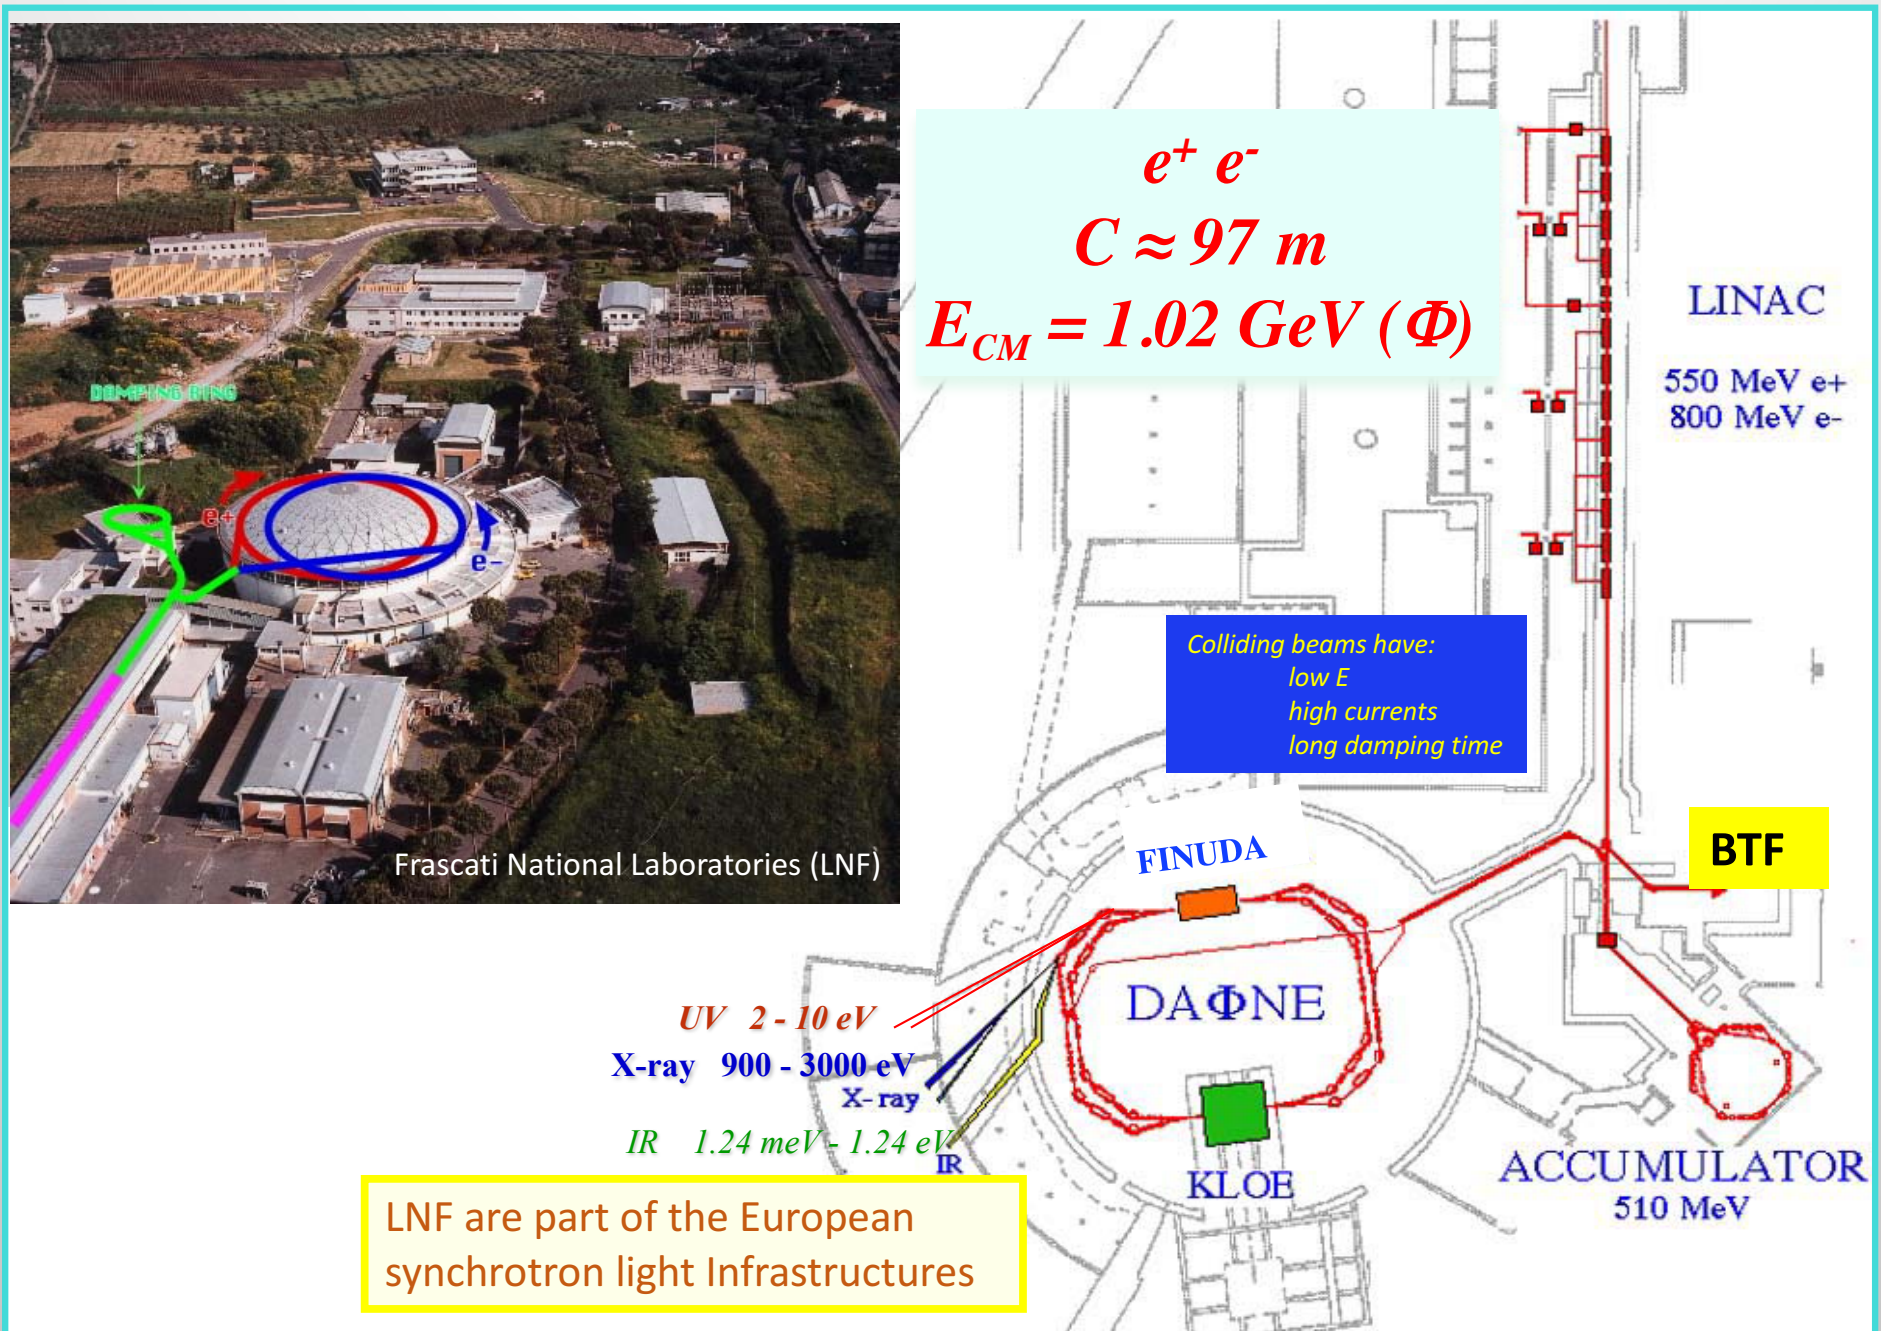 DAMPING RING
e+
e-
Frascati National Laboratories (LNF)
e+ e-
C ≈ 97 m
ECM = 1.02 GeV (Φ)
LINAC
550 MeV e+
800 MeV e-
Colliding beams have:
low E
high currents
long damping time
FINUDA
BTF
DAΦNE
UV 2 - 10 eV
X-ray 900 - 3000 eV
X- ray
IR 1.24 meV - 1.24 eV
IR
KLOE
ACCUMULATOR
510 MeV
LNF are part of the European
synchrotron light Infrastructures